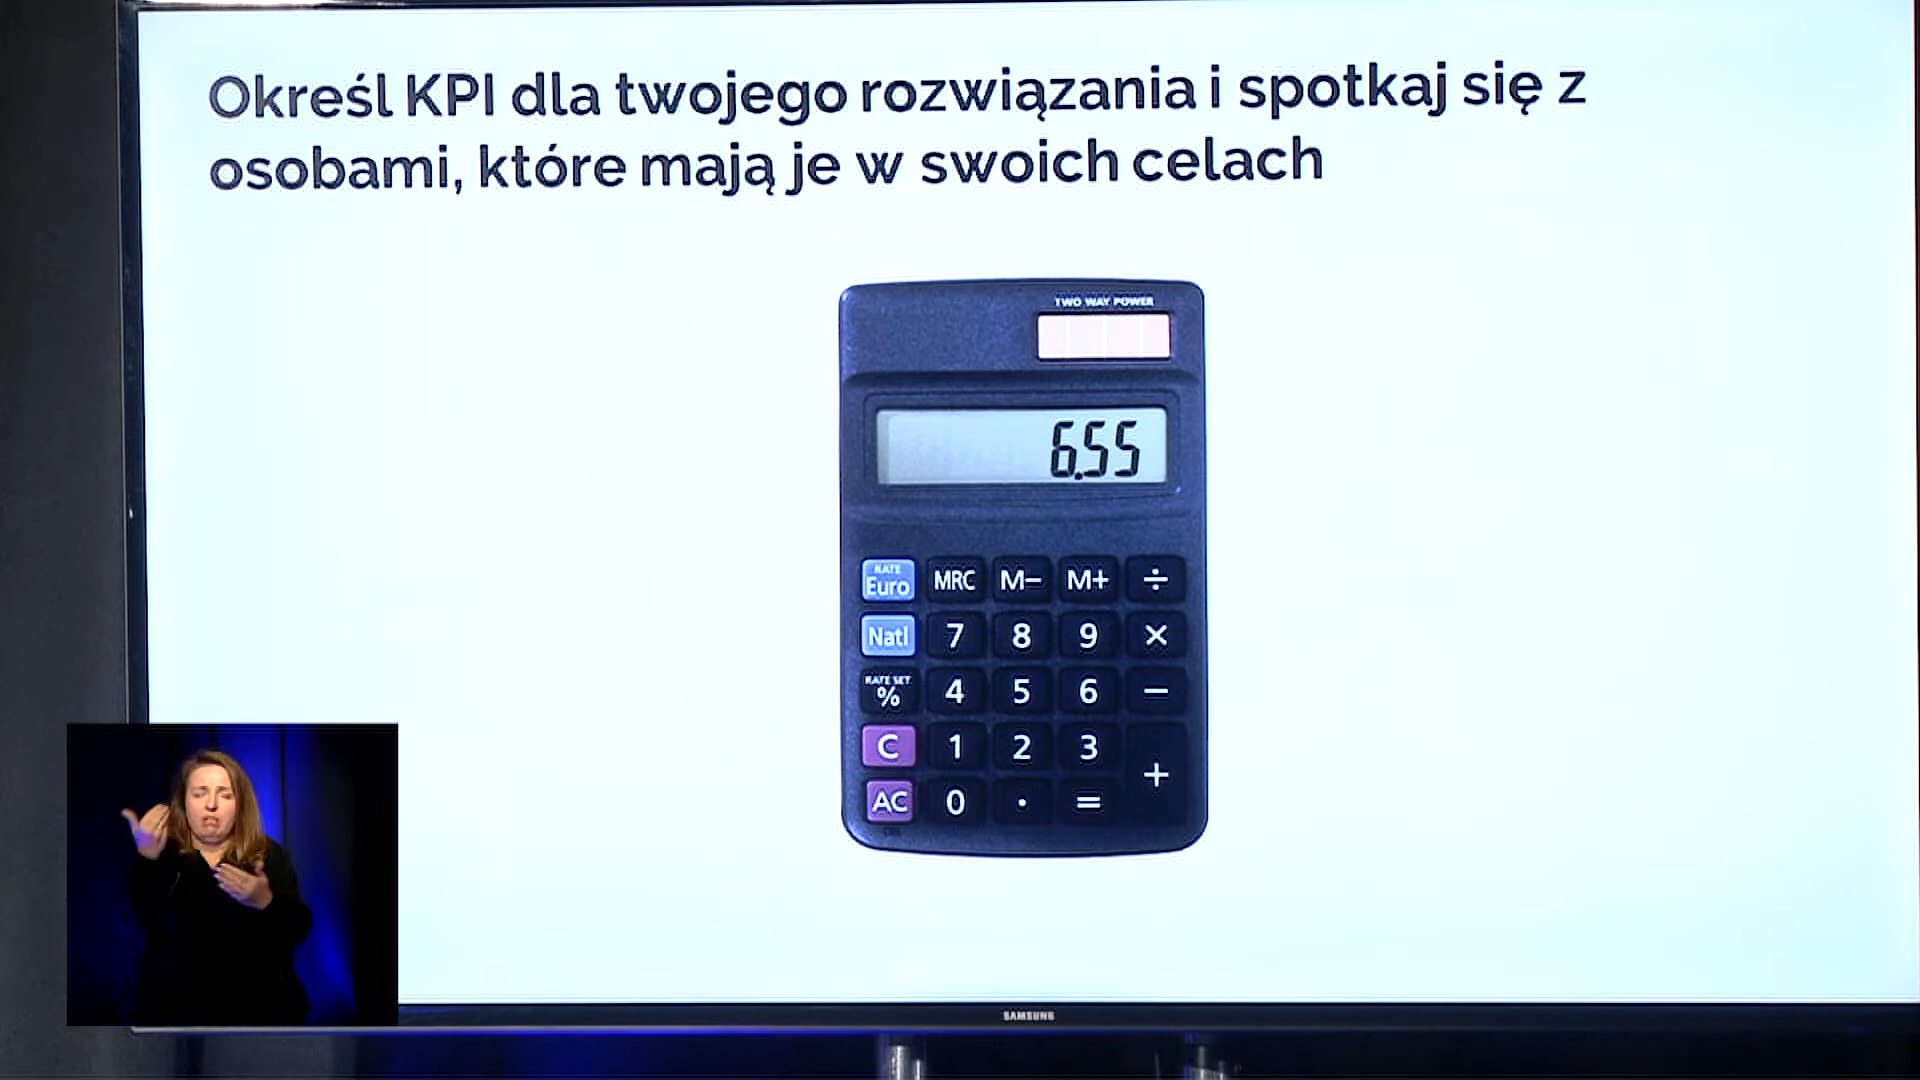 Określ KPI dla twojego rozwiązania i spotkaj się z
osobami, które mają je w swoich celach
TWO WAY POWER
6.55
RATE
Euro MRC M− M+ ÷
Natl 7 8 9 ×
RATE SET
% 4 5 6 −
C 1 2 3
+
AC 0 · =
SAMSUNG